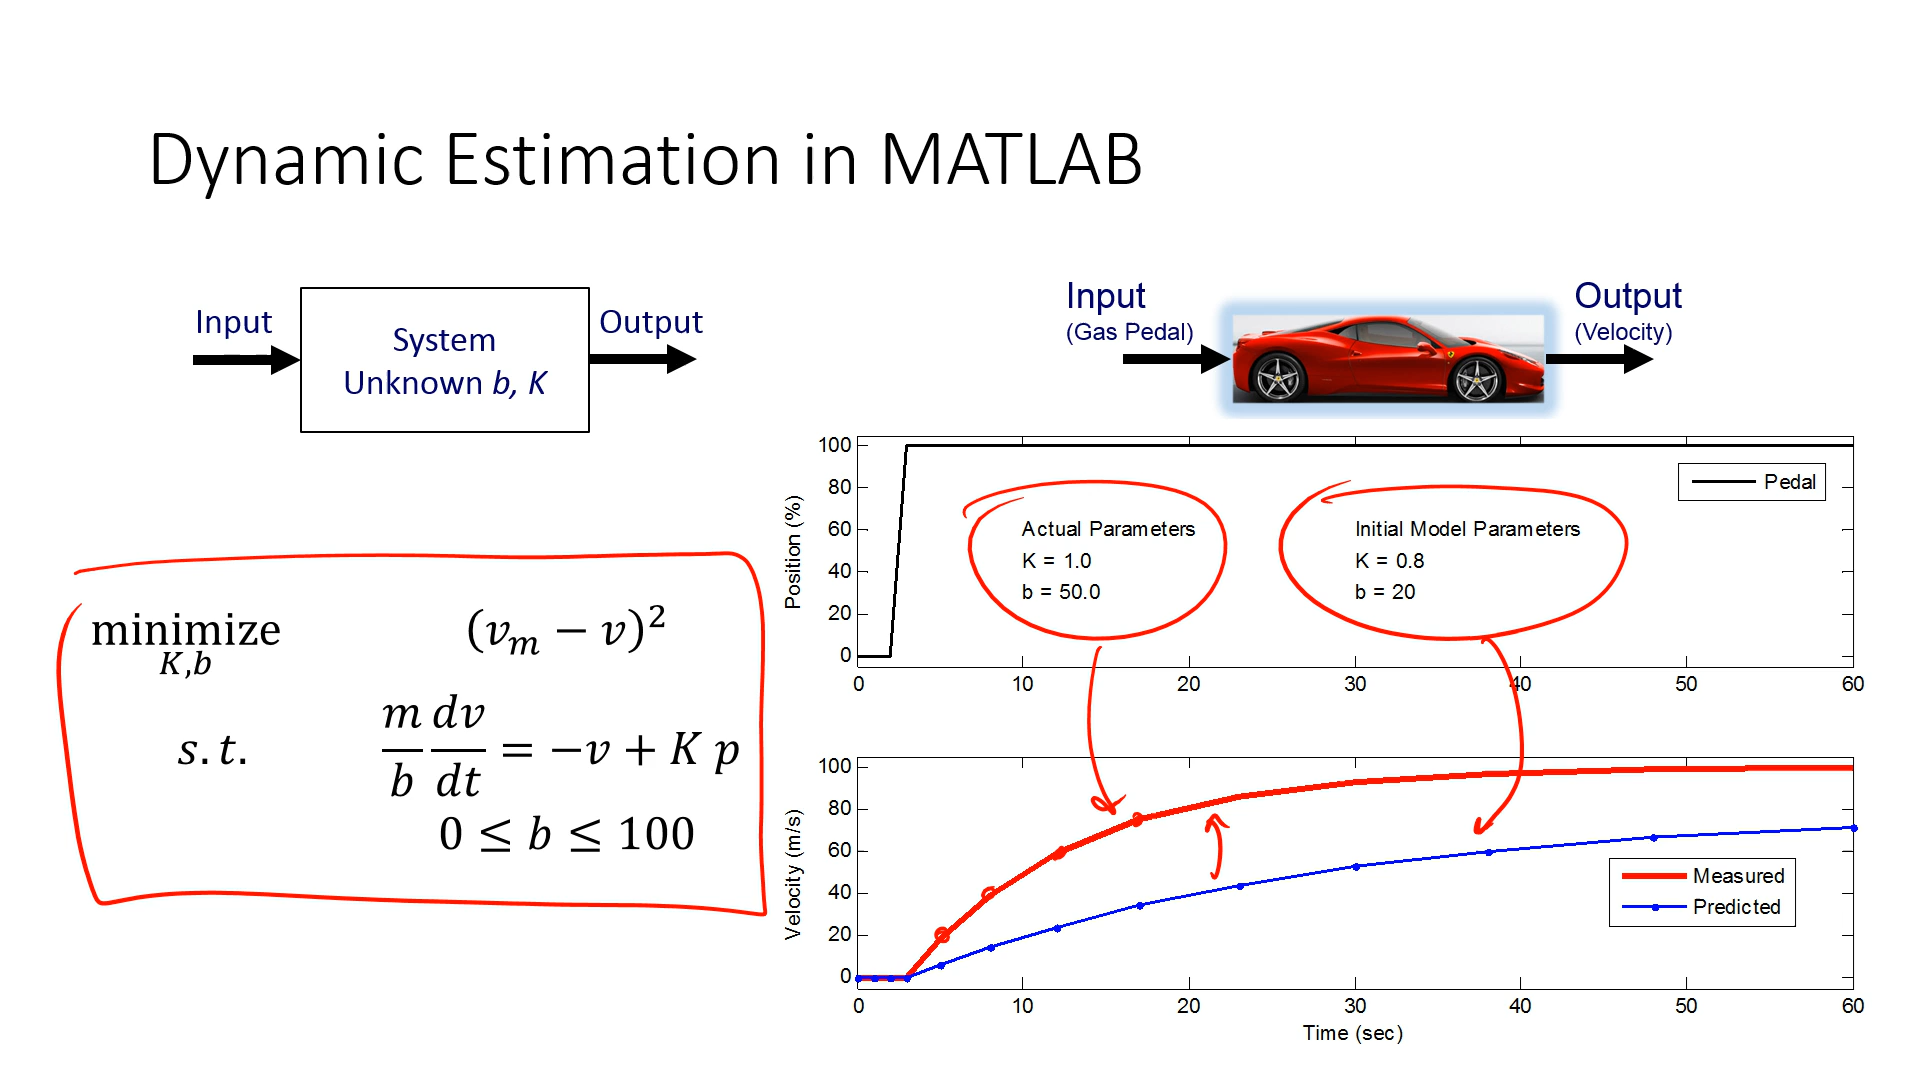 Dynamic Estimation in MATLAB
Input
System
Unknown b, K
Output
Input
(Gas Pedal)
Output
(Velocity)
minimize
K,b
(v_m − v)²
s.t.
m/b dv/dt = −v + K p
0 ≤ b ≤ 100
Position (%)
100
80
60
40
20
0
Pedal
Actual Parameters
K = 1.0
b = 50.0
Initial Model Parameters
K = 0.8
b = 20
0 10 20 30 40 50 60
Velocity (m/s)
100
80
60
40
20
0
Measured
Predicted
0 10 20 30 40 50 60
Time (sec)